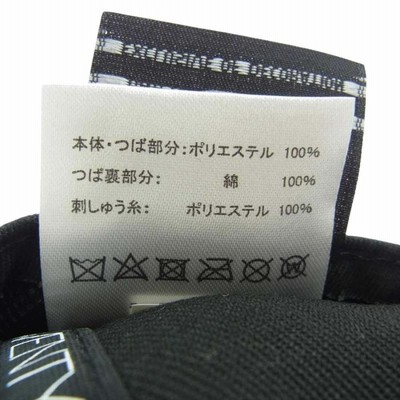 本体・つば部分:ポリエステル 100%
つば裏部分: 綿 100%
刺しゅう糸: ポリエステル 100%